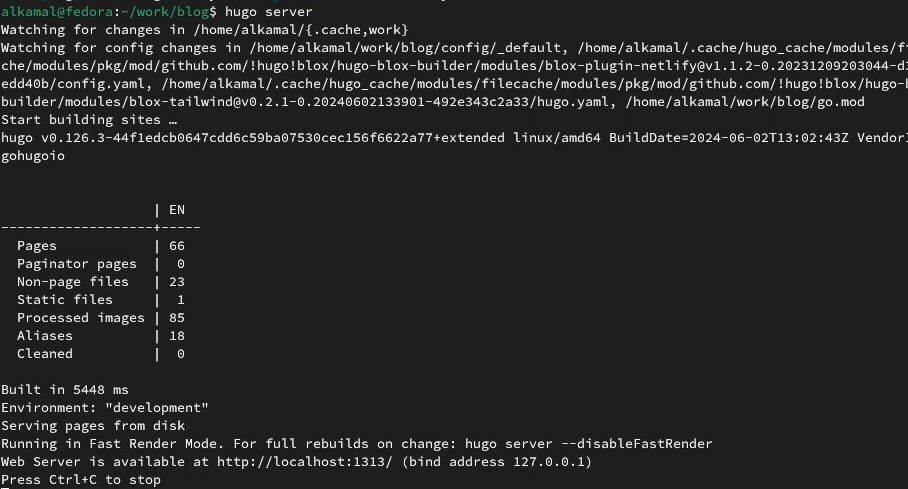 alkamal@fedora:~/work/blog$ hugo server
Watching for changes in /home/alkamal/{.cache,work}
Watching for config changes in /home/alkamal/work/blog/config/_default, /home/alkamal/.cache/hugo_cache/modules/fi
che/modules/pkg/mod/github.com/!hugo!blox/hugo-blox-builder/modules/blox-plugin-netlify@v1.1.2-0.20231209203044-d3
edd40b/config.yaml, /home/alkamal/.cache/hugo_cache/modules/filecache/modules/pkg/mod/github.com/!hugo!blox/hugo-b
builder/modules/blox-tailwind@v0.2.1-0.20240602133901-492e343c2a33/hugo.yaml, /home/alkamal/work/blog/go.mod
Start building sites …
hugo v0.126.3-44f1edcb0647cdd6c59ba07530cec156f6622a77+extended linux/amd64 BuildDate=2024-06-02T13:02:43Z VendorI
gohugoio
| EN
-------------------+-----
Pages | 66
Paginator pages | 0
Non-page files | 23
Static files | 1
Processed images | 85
Aliases | 18
Cleaned | 0
Built in 5448 ms
Environment: "development"
Serving pages from disk
Running in Fast Render Mode. For full rebuilds on change: hugo server --disableFastRender
Web Server is available at http://localhost:1313/ (bind address 127.0.0.1)
Press Ctrl+C to stop